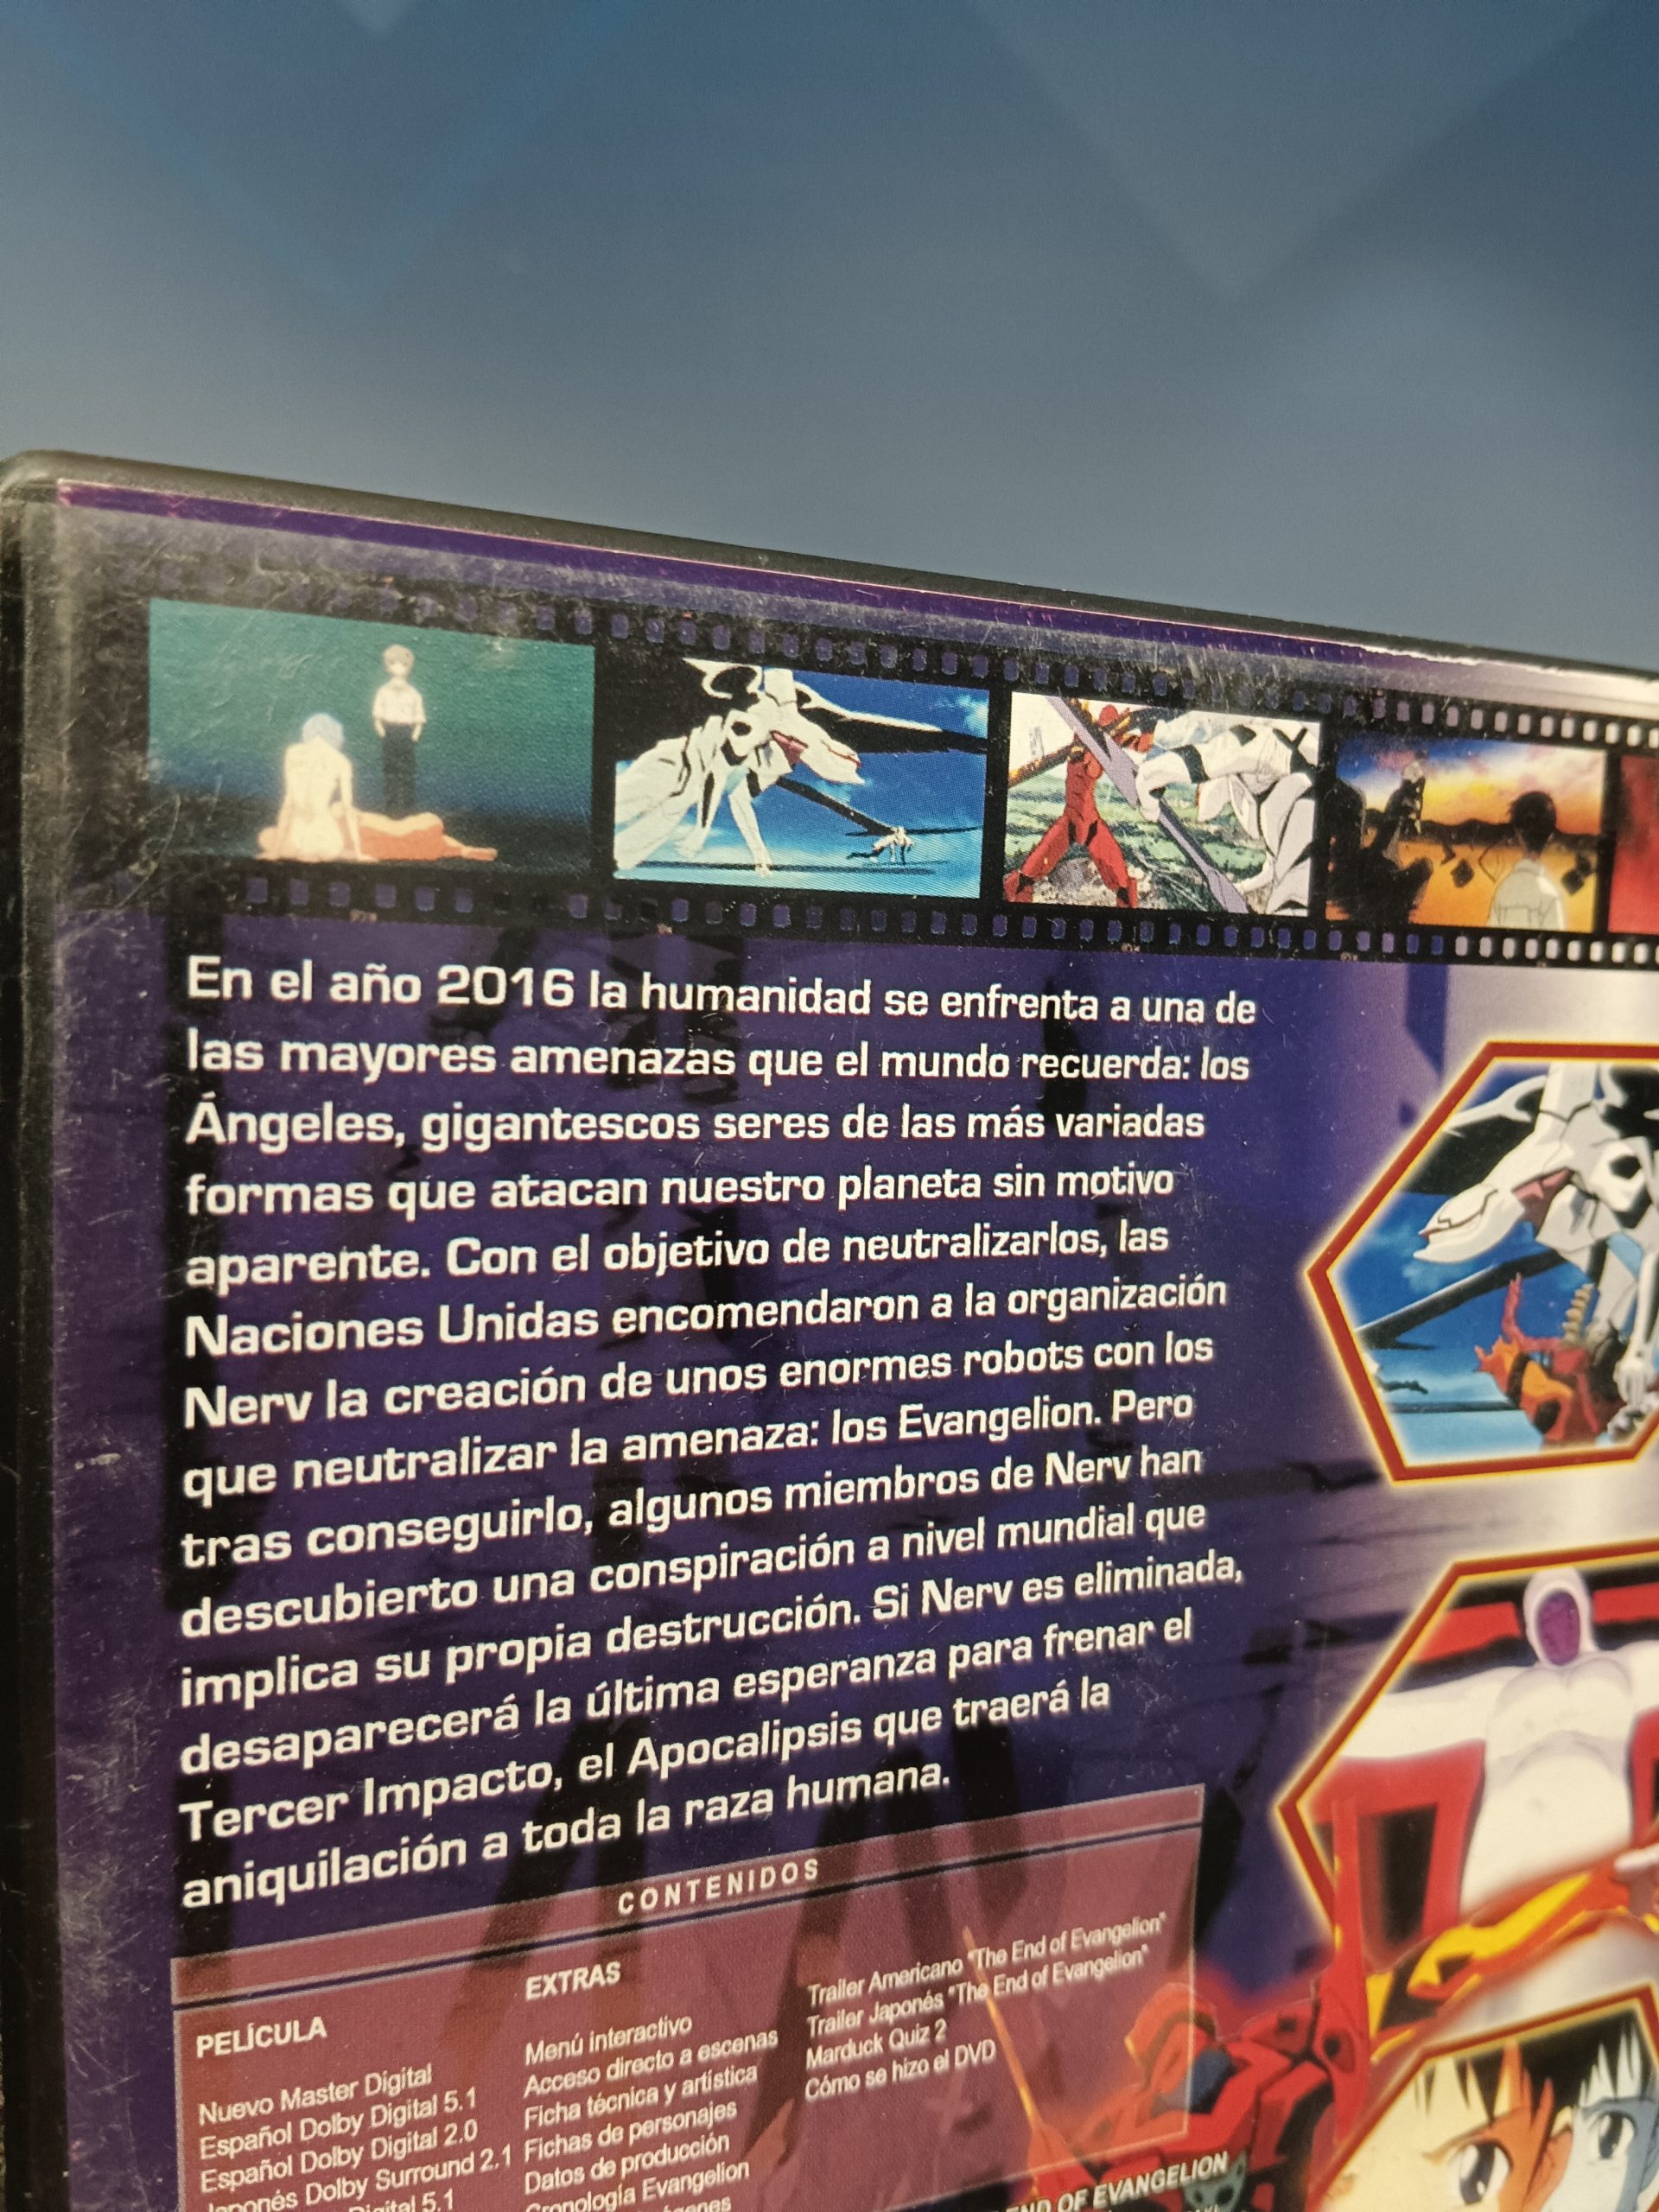 En el año 2016 la humanidad se enfrenta a una de
las mayores amenazas que el mundo recuerda: los
Ángeles, gigantescos seres de las más variadas
formas que atacan nuestro planeta sin motivo
aparente. Con el objetivo de neutralizarlos, las
Naciones Unidas encomendaron a la organización
Nerv la creación de unos enormes robots con los
que neutralizar la amenaza: los Evangelion. Pero
tras conseguirlo, algunos miembros de Nerv han
descubierto una conspiración a nivel mundial que
implica su propia destrucción. Si Nerv es eliminada,
desaparecerá la última esperanza para frenar el
Tercer Impacto, el Apocalipsis que traerá la
aniquilación a toda la raza humana.
CONTENIDOS
PELÍCULA
Nuevo Master Digital
Español Dolby Digital 5.1
Español Dolby Digital 2.0
Japonés Dolby Surround 2.1
Digital 5.1
EXTRAS
Menú interactivo
Acceso directo a escenas
Ficha técnica y artística
Fichas de personajes
Datos de producción
Cronología Evangelion
Trailer Americano "The End of Evangelion"
Trailer Japonés "The End of Evangelion"
Marduck Quiz 2
Cómo se hizo el DVD
END OF EVANGELION